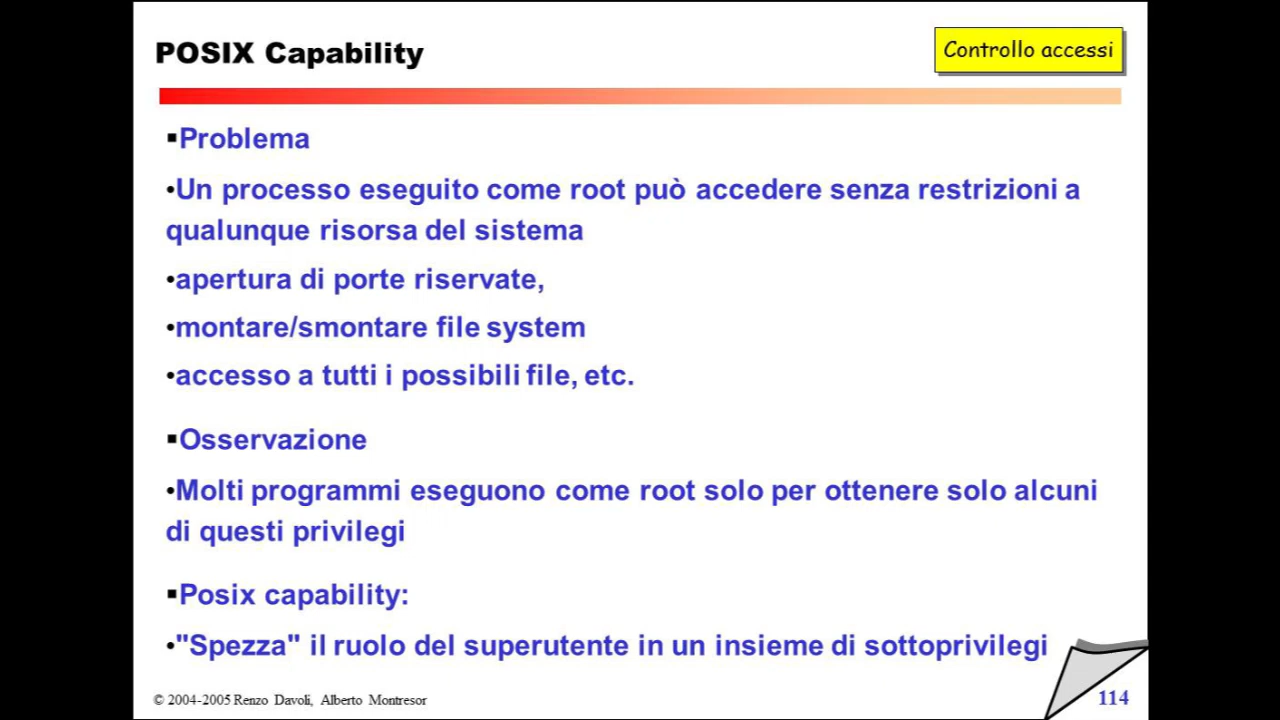 POSIX Capability
Controllo accessi
▪Problema
•Un processo eseguito come root può accedere senza restrizioni a
qualunque risorsa del sistema
•apertura di porte riservate,
•montare/smontare file system
•accesso a tutti i possibili file, etc.
▪Osservazione
•Molti programmi eseguono come root solo per ottenere solo alcuni
di questi privilegi
▪Posix capability:
•"Spezza" il ruolo del superutente in un insieme di sottoprivilegi
© 2004-2005 Renzo Davoli, Alberto Montresor
114